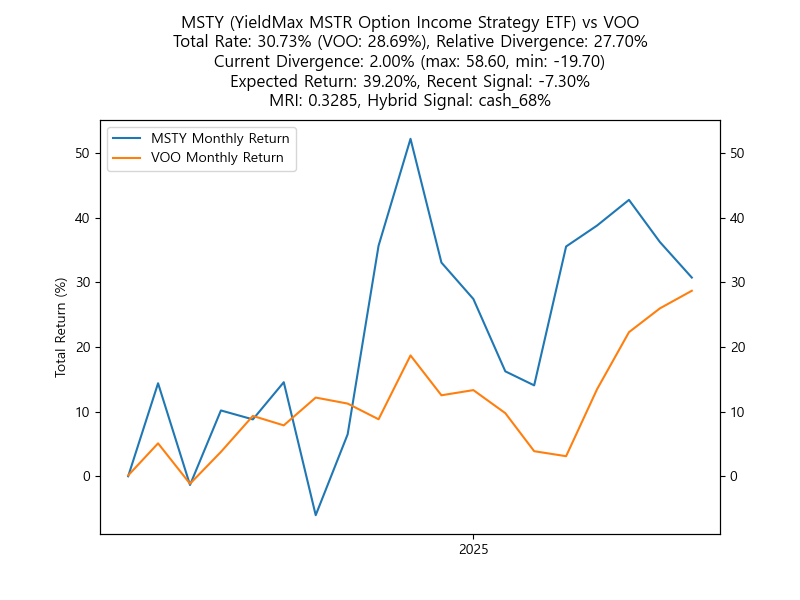 MSTY (YieldMax MSTR Option Income Strategy ETF) vs VOO
Total Rate: 30.73% (VOO: 28.69%), Relative Divergence: 27.70%
Current Divergence: 2.00% (max: 58.60, min: -19.70)
Expected Return: 39.20%, Recent Signal: -7.30%
MRI: 0.3285, Hybrid Signal: cash_68%
MSTY Monthly Return
VOO Monthly Return
50
40
30
20
10
0
Total Return (%)
50
40
30
20
10
0
2025